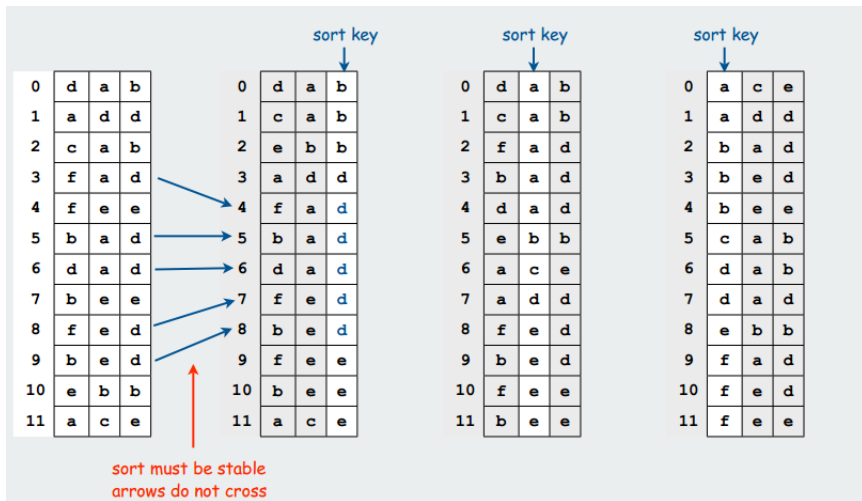 sort key sort key sort key
0 d a b 0 d a b 0 d a b 0 a c e
1 a d d 1 c a b 1 c a b 1 a d d
2 c a b 2 e b b 2 f a d 2 b a d
3 f a d 3 a d d 3 b a d 3 b e d
4 f e e 4 f a d 4 d a d 4 b e e
5 b a d 5 b a d 5 e b b 5 c a b
6 d a d 6 d a d 6 a c e 6 d a b
7 b e e 7 f e d 7 a d d 7 d a d
8 f e d 8 b e d 8 f e d 8 e b b
9 b e d 9 f e e 9 b e d 9 f a d
10 e b b 10 b e e 10 f e e 10 f e d
11 a c e 11 a c e 11 b e e 11 f e e
sort must be stable
arrows do not cross